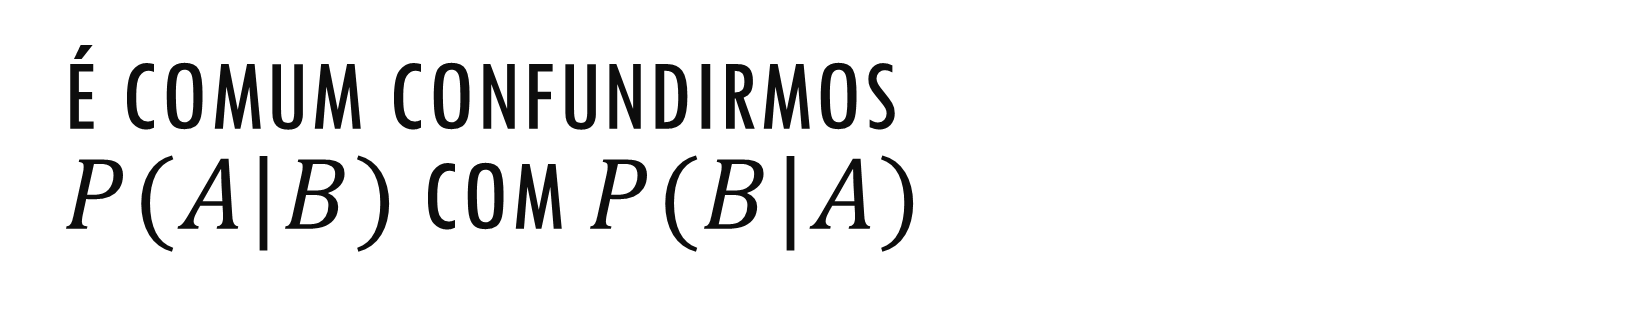 É COMUM CONFUNDIRMOS
P(A|B) COM P(B|A)